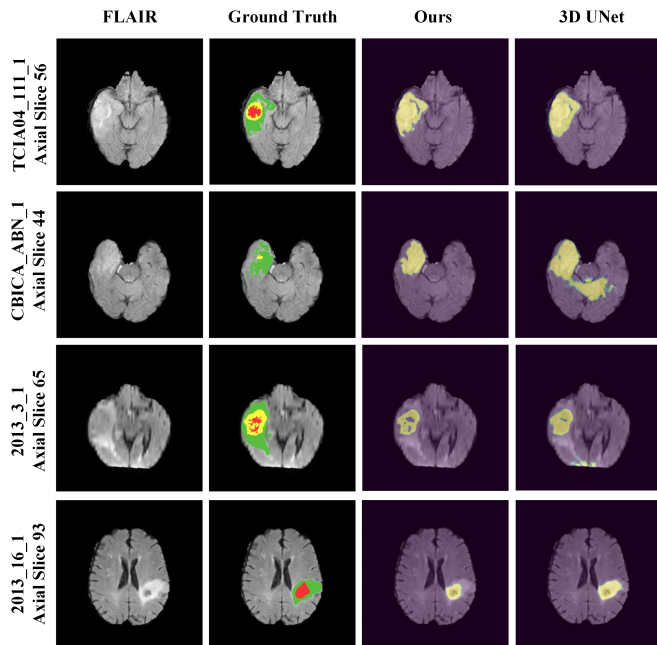 FLAIR Ground Truth Ours 3D UNet
TCIA04_111_1
Axial Slice 56
CBICA_ABN_1
Axial Slice 44
2013_3_1
Axial Slice 65
2013_16_1
Axial Slice 93